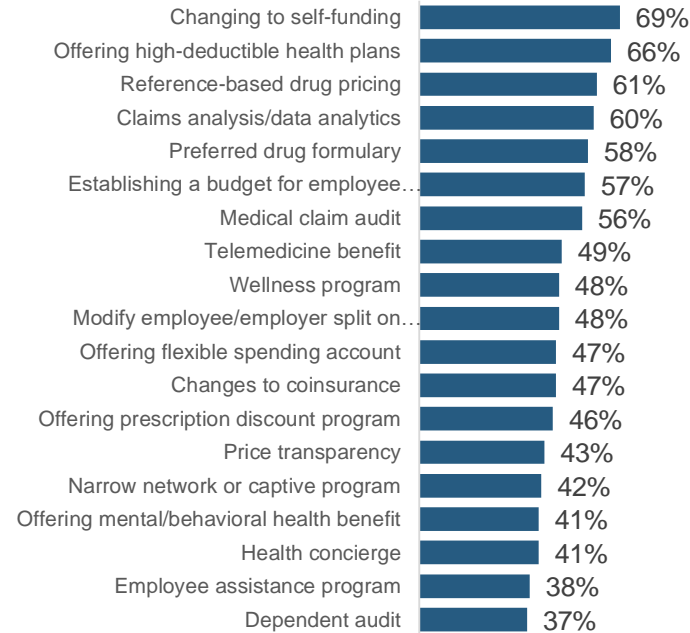 Changing to self-funding 69%
Offering high-deductible health plans 66%
Reference-based drug pricing 61%
Claims analysis/data analytics 60%
Preferred drug formulary 58%
Establishing a budget for employee… 57%
Medical claim audit 56%
Telemedicine benefit 49%
Wellness program 48%
Modify employee/employer split on… 48%
Offering flexible spending account 47%
Changes to coinsurance 47%
Offering prescription discount program 46%
Price transparency 43%
Narrow network or captive program 42%
Offering mental/behavioral health benefit 41%
Health concierge 41%
Employee assistance program 38%
Dependent audit 37%